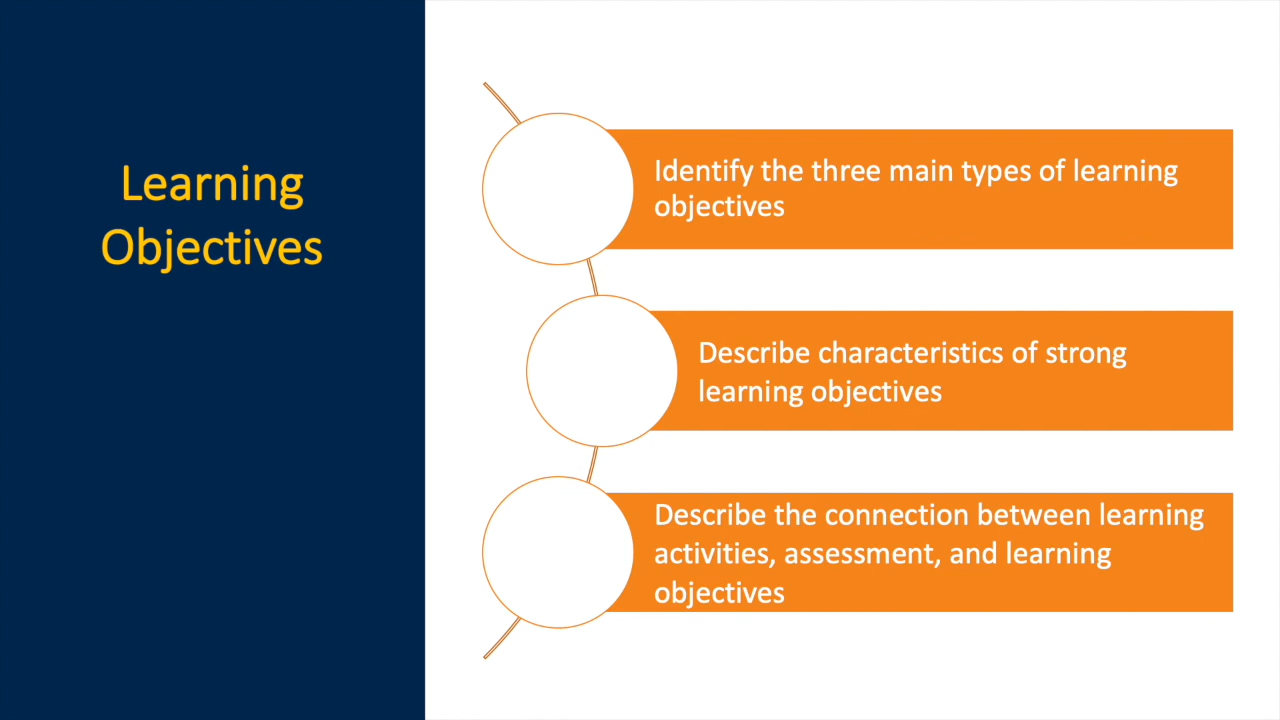 Learning
Objectives
Identify the three main types of learning
objectives
Describe characteristics of strong
learning objectives
Describe the connection between learning
activities, assessment, and learning
objectives